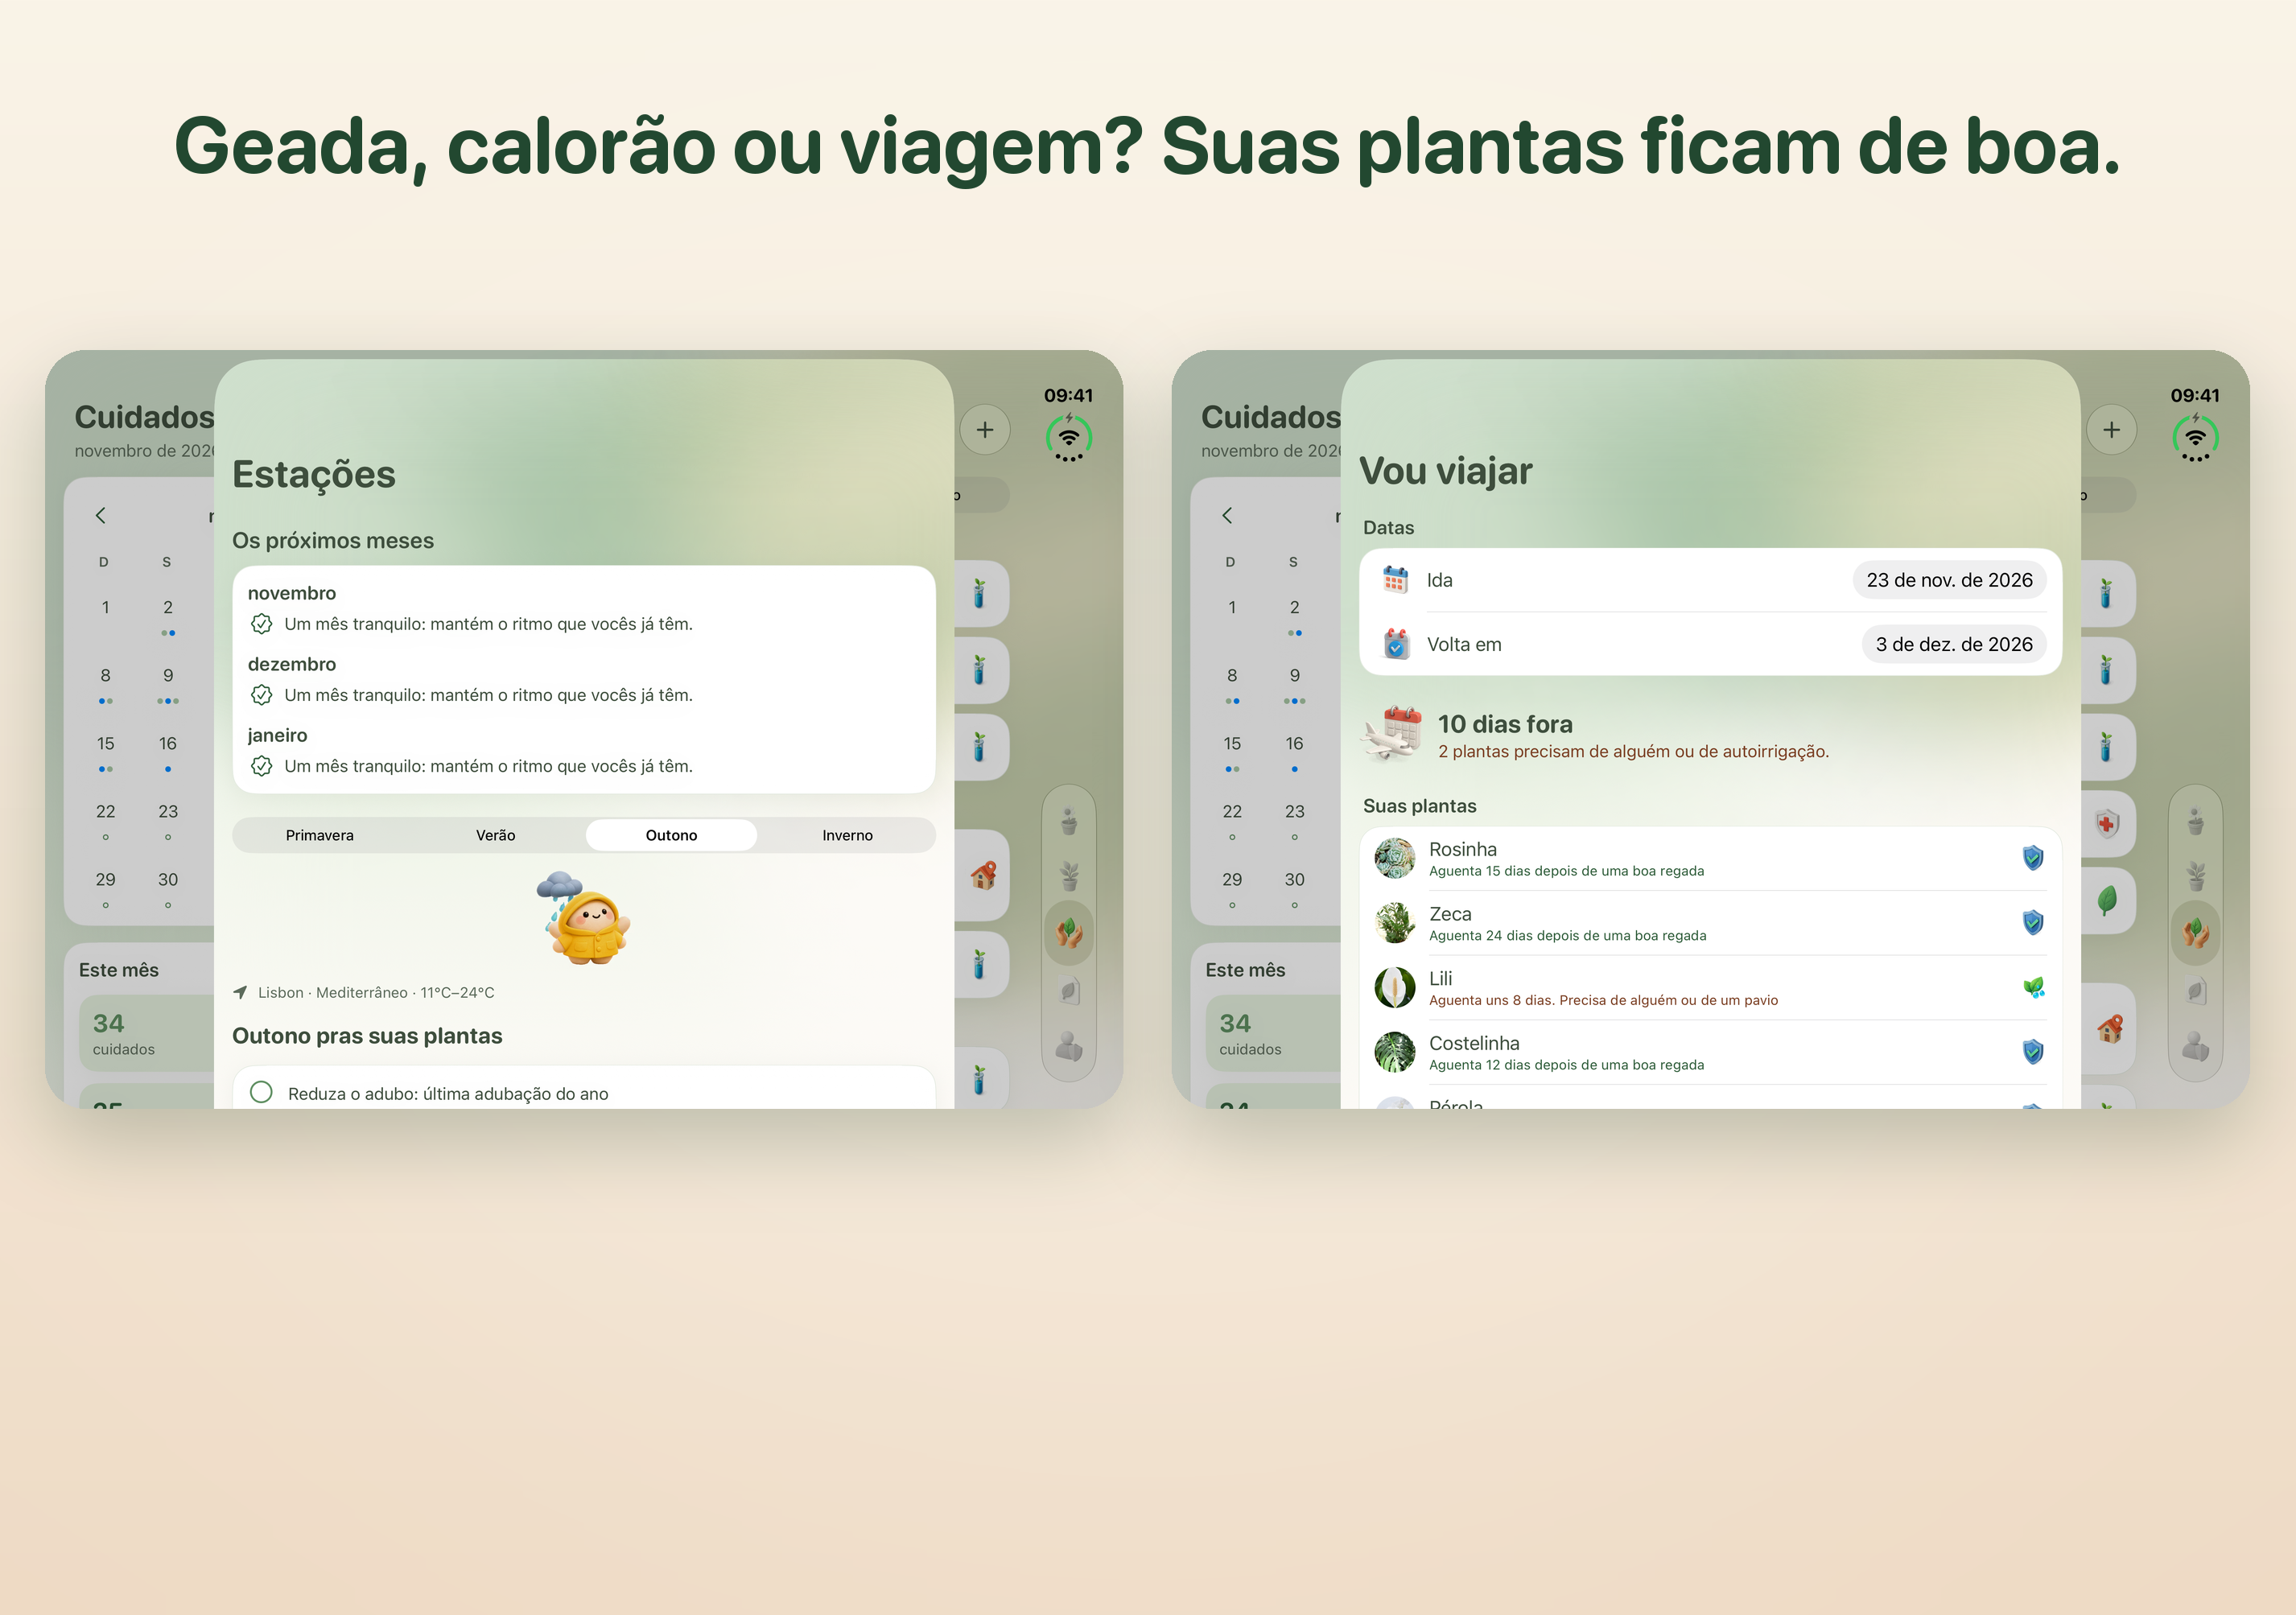 Geada, calorão ou viagem? Suas plantas ficam de boa.
Cuidados
novembro de 202
D S
1 2
8 9
15 16
22 23
29 30
Este mês
34
cuidados
Estações
Os próximos meses
novembro
Um mês tranquilo: mantém o ritmo que vocês já têm.
dezembro
Um mês tranquilo: mantém o ritmo que vocês já têm.
janeiro
Um mês tranquilo: mantém o ritmo que vocês já têm.
Primavera Verão Outono Inverno
Lisbon · Mediterrâneo · 11°C–24°C
Outono pras suas plantas
Reduza o adubo: última adubação do ano
09:41
Cuidados
novembro de 202
D S
1 2
8 9
15 16
22 23
29 30
Este mês
34
cuidados
Vou viajar
Datas
Ida 23 de nov. de 2026
Volta em 3 de dez. de 2026
10 dias fora
2 plantas precisam de alguém ou de autoirrigação.
Suas plantas
Rosinha
Aguenta 15 dias depois de uma boa regada
Zeca
Aguenta 24 dias depois de uma boa regada
Lili
Aguenta uns 8 dias. Precisa de alguém ou de um pavio
Costelinha
Aguenta 12 dias depois de uma boa regada
Pérola
09:41